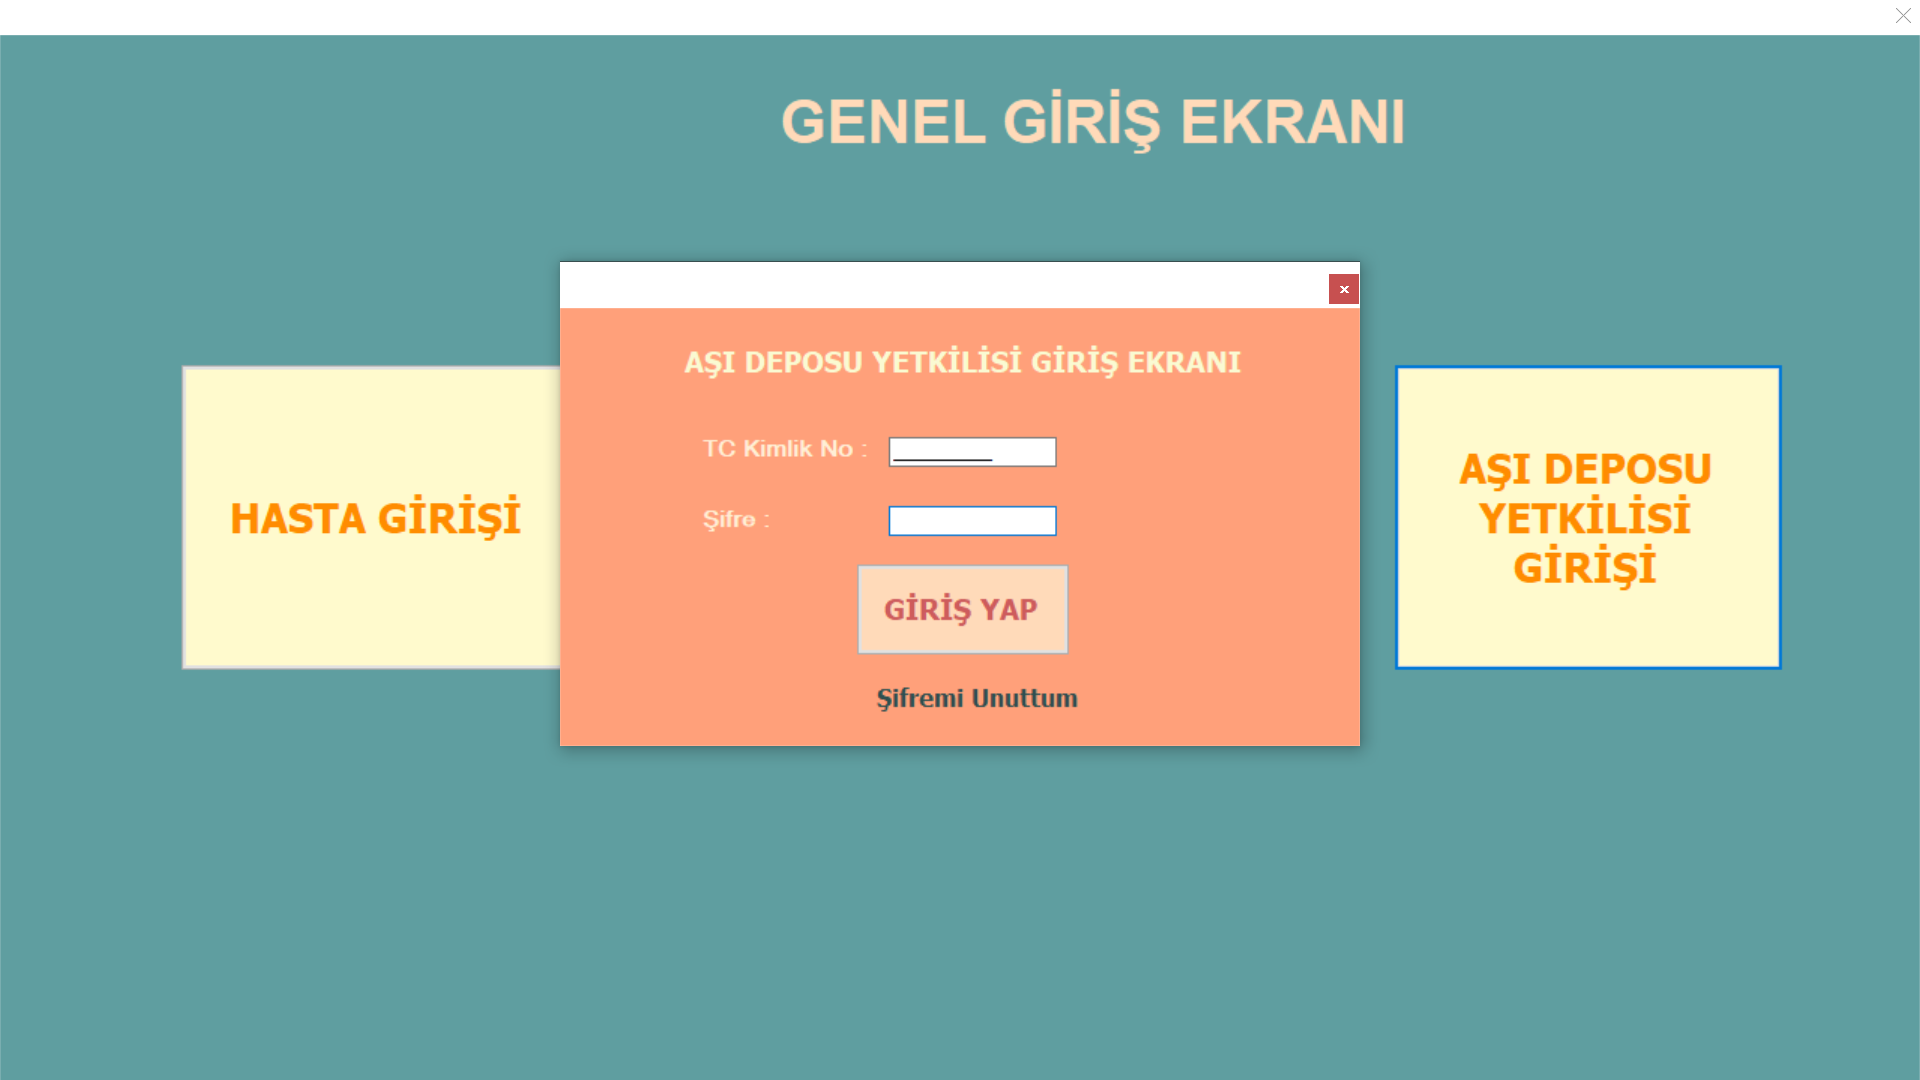 GENEL GİRİŞ EKRANI
AŞI DEPOSU YETKİLİSİ GİRİŞ EKRANI
TC Kimlik No :
Şifre :
GİRİŞ YAP
Şifremi Unuttum
HASTA GİRİŞİ
AŞI DEPOSU
YETKİLİSİ
GİRİŞİ